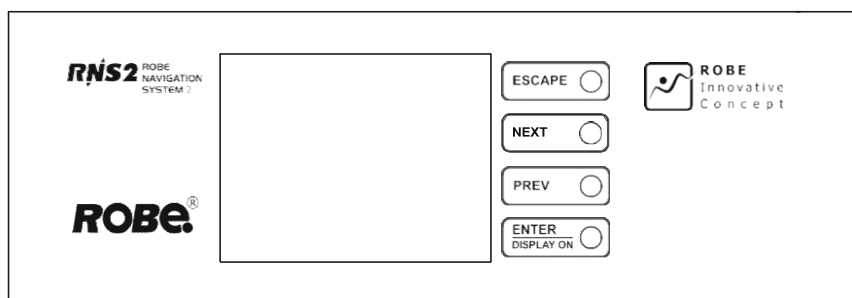 RNS2 ROBE
NAVIGATION
SYSTEM 2
ROBE®
ESCAPE
NEXT
PREV
ENTER
DISPLAY ON
ROBE
Innovative
Concept